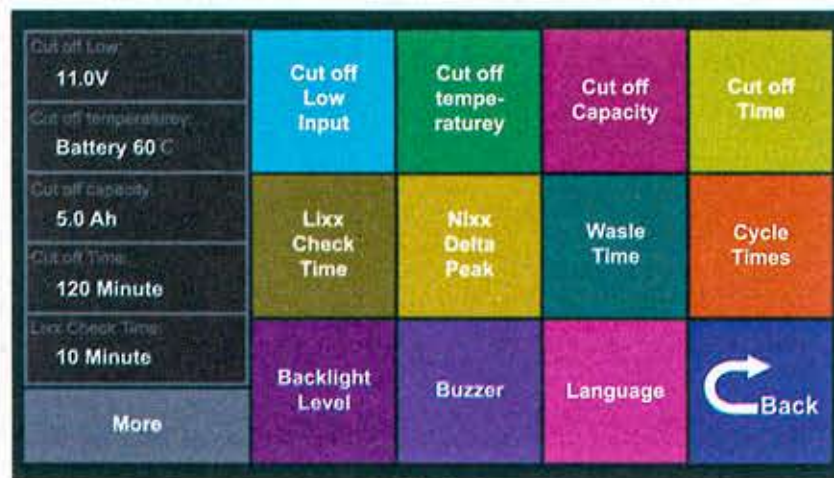 Cut off Low:
11.0V
Cut off temperaturey:
Battery 60 C
Cut off capacity:
5.0 Ah
Cut off Time:
120 Minute
Lixx Check Time:
10 Minute
More
Cut off
Low
Input
Cut off
tempe-
raturey
Cut off
Capacity
Cut off
Time
Lixx
Check
Time
Nixx
Delta
Peak
Wasle
Time
Cycle
Times
Backlight
Level
Buzzer
Language
Back